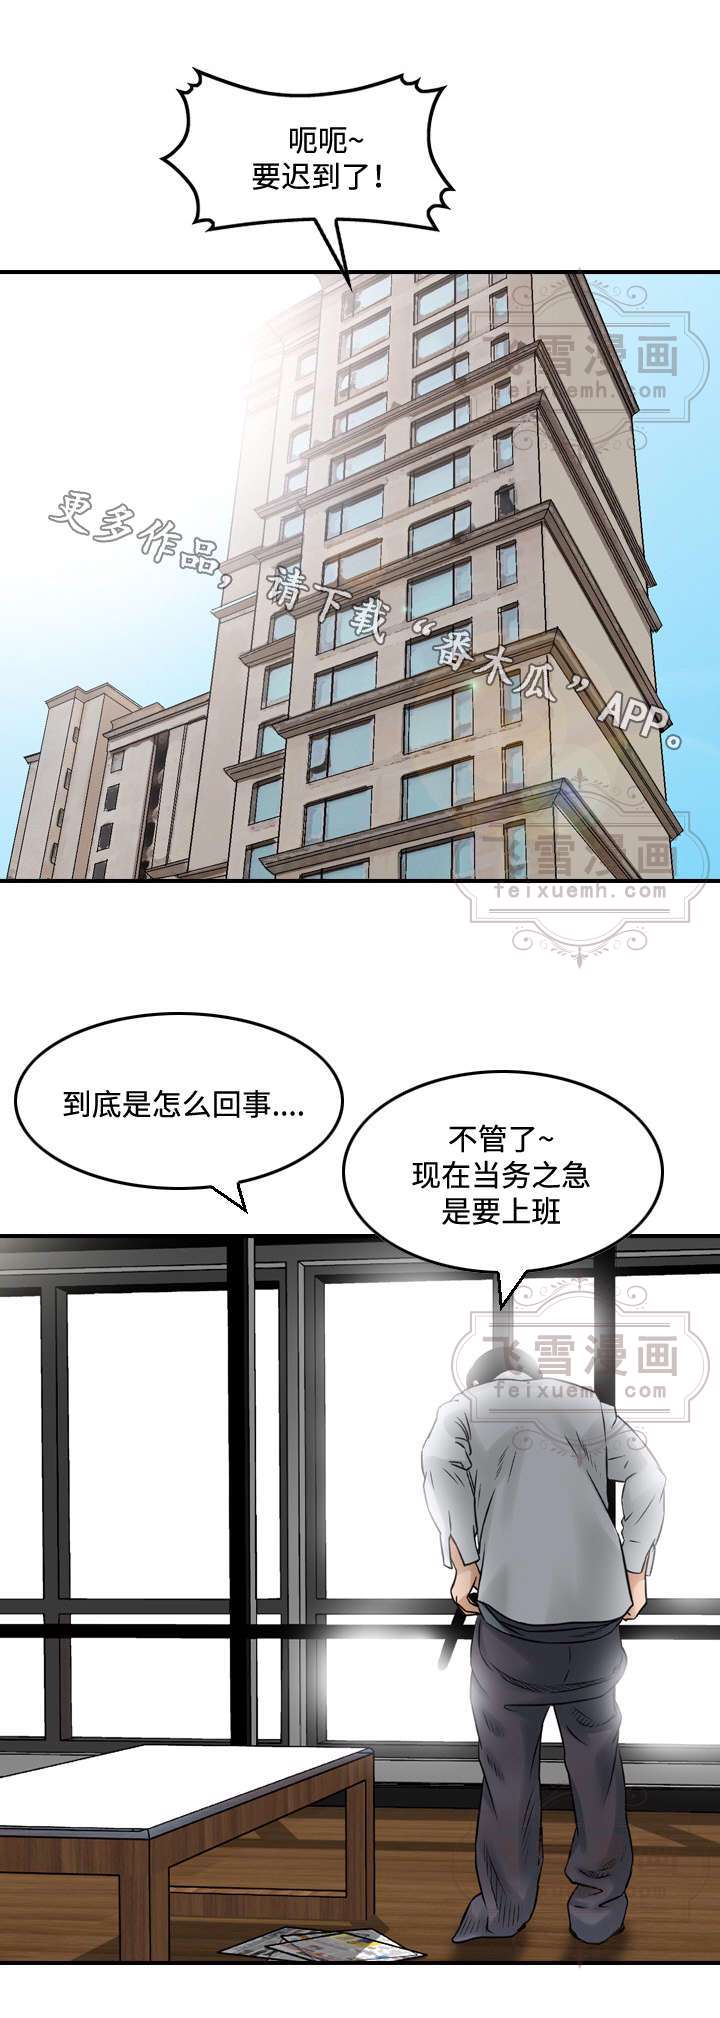 呃呃~
要迟到了!
飞雪漫画
feixuemh.com
更多作品，请下载“番木瓜”APP。
飞雪漫画
feixuemh.com
到底是怎么回事....
不管了~
现在当务之急
是要上班
飞雪漫画
feixuemh.com